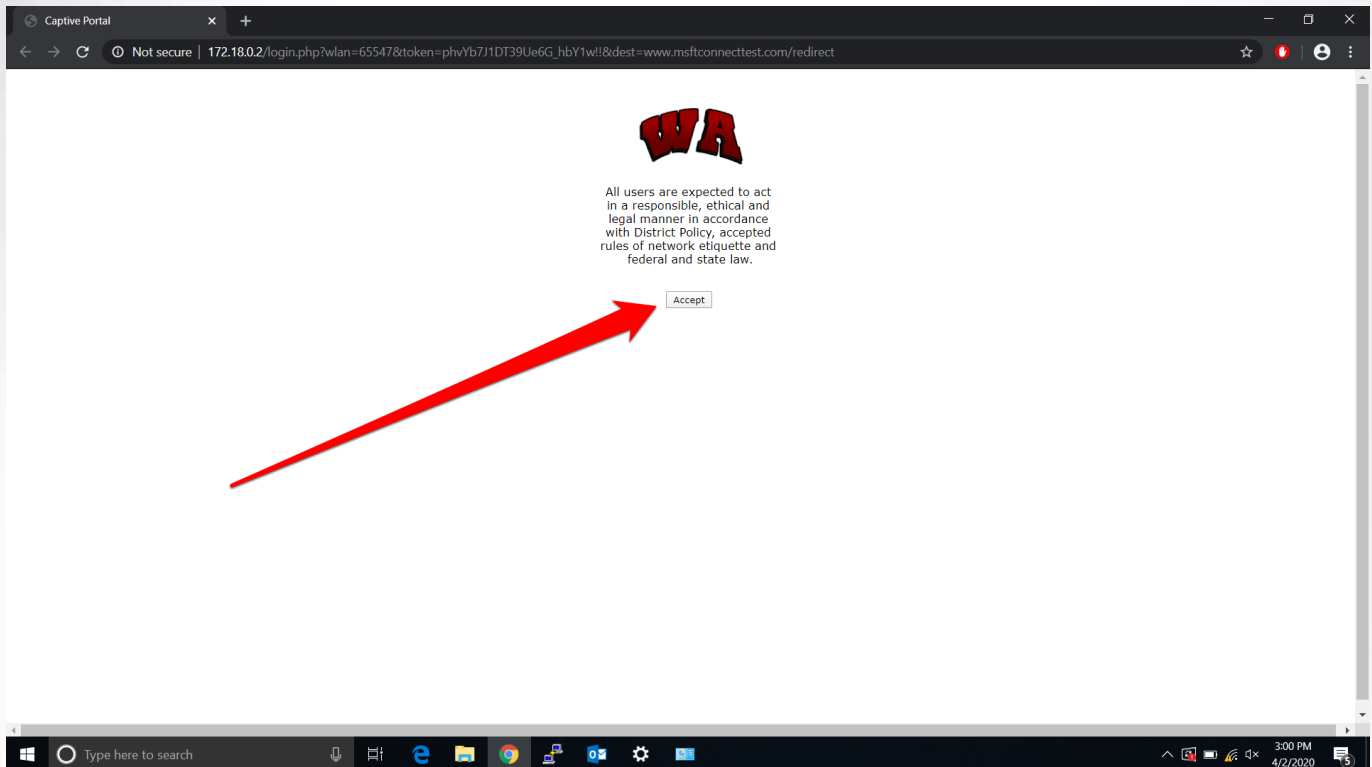 Captive Portal
Not secure | 172.18.0.2/login.php?wlan=65547&token=phvYb7J1DT39Ue6G_hbY1w!!&dest=www.msftconnecttest.com/redirect
WA
All users are expected to act
in a responsible, ethical and
legal manner in accordance
with District Policy, accepted
rules of network etiquette and
federal and state law.
Accept
Type here to search
3:00 PM
4/2/2020
5